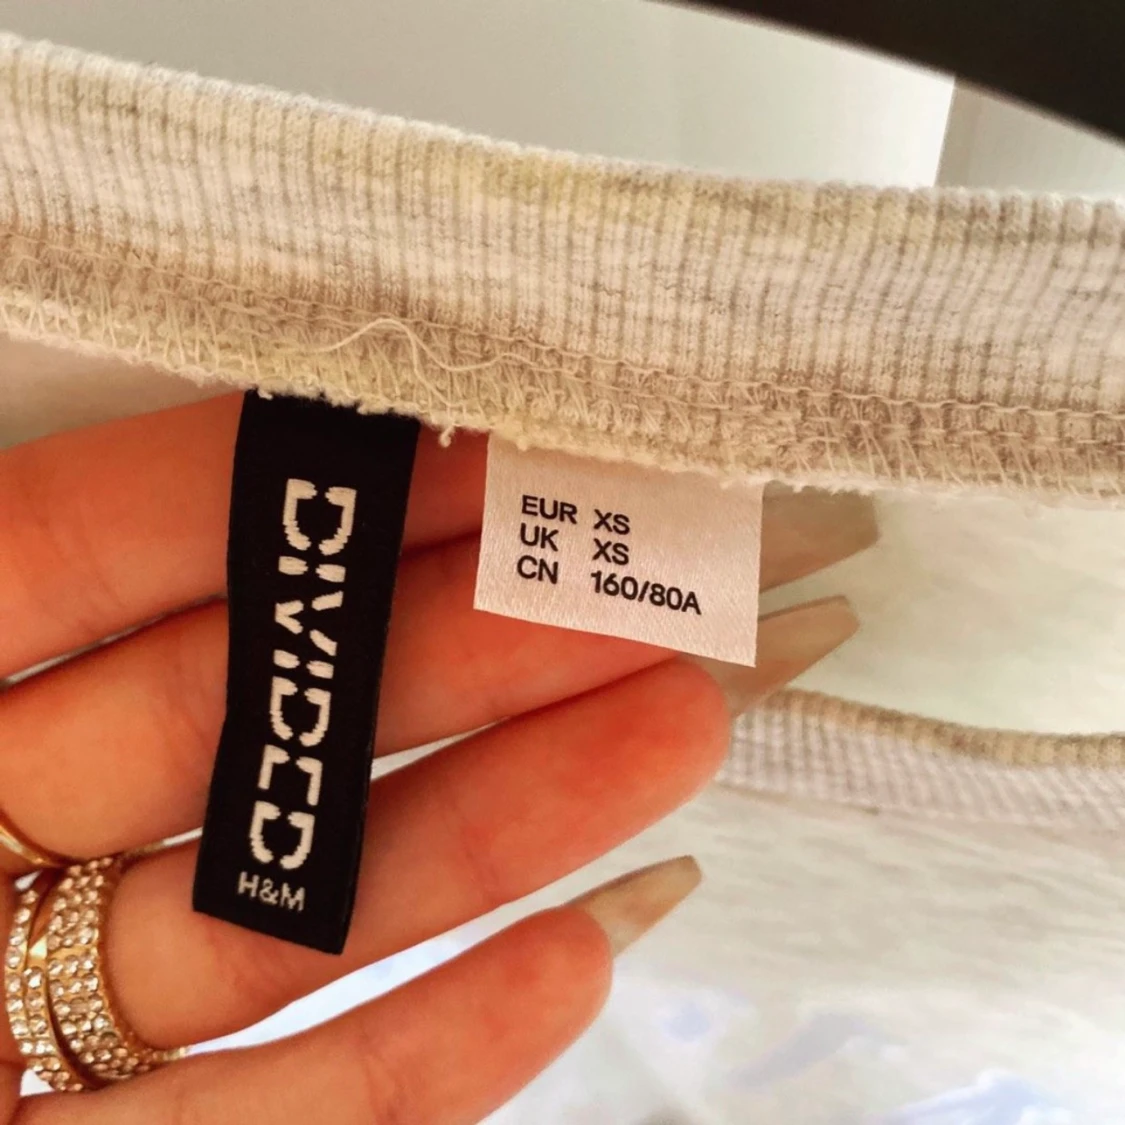 DIVIDED
H&M
EUR XS
UK XS
CN 160/80A